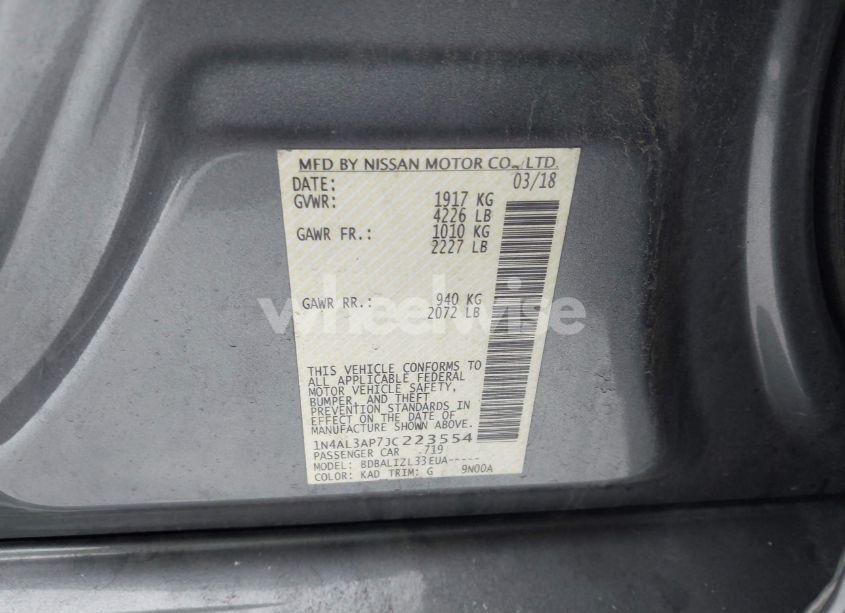 MFD BY NISSAN MOTOR CO., LTD.
DATE: 03/18
GVWR: 1917 KG
4226 LB
GAWR FR.: 1010 KG
2227 LB
GAWR RR.: 940 KG
2072 LB
wheelwise
THIS VEHICLE CONFORMS TO
ALL APPLICABLE FEDERAL
MOTOR VEHICLE SAFETY,
BUMPER, AND THEFT
PREVENTION STANDARDS IN
EFFECT ON THE DATE OF
MANUFACTURE SHOWN ABOVE.
1N4AL3AP7JC223554
PASSENGER CAR .719
MODEL: BDBALIZL33EUA-----
COLOR: KAD TRIM: G 9N00A